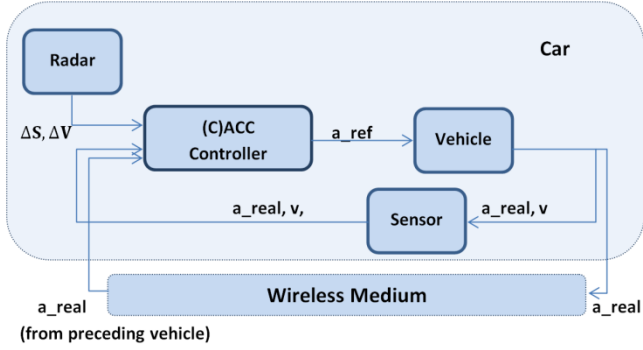 Radar
Car
ΔS, ΔV
(C)ACC
Controller
a_ref
Vehicle
a_real, v,
Sensor
a_real, v
Wireless Medium
a_real
(from preceding vehicle)
a_real